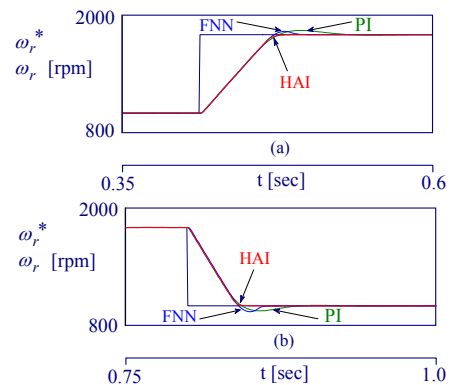 2000
FNN
PI
ω_r*
ω_r [rpm]
HAI
800
(a)
t [sec]
0.35
0.6
2000
ω_r*
HAI
ω_r [rpm]
FNN
PI
800
(b)
t [sec]
0.75
1.0